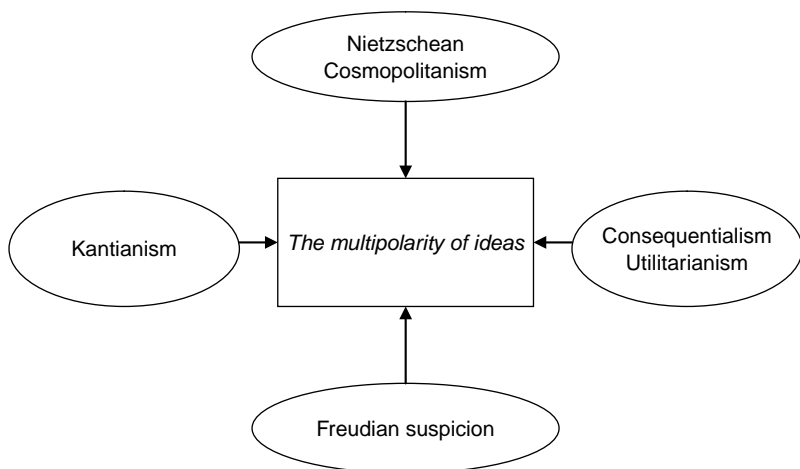 Nietzschean
Cosmopolitanism
Kantianism
The multipolarity of ideas
Consequentialism
Utilitarianism
Freudian suspicion